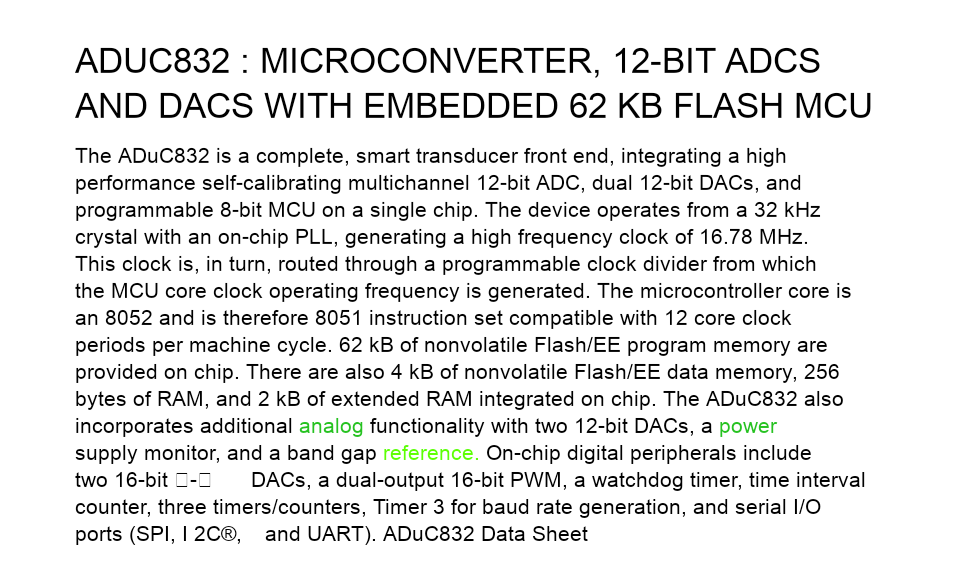 ADUC832 : MICROCONVERTER, 12-BIT ADCS
AND DACS WITH EMBEDDED 62 KB FLASH MCU
The ADuC832 is a complete, smart transducer front end, integrating a high
performance self-calibrating multichannel 12-bit ADC, dual 12-bit DACs, and
programmable 8-bit MCU on a single chip. The device operates from a 32 kHz
crystal with an on-chip PLL, generating a high frequency clock of 16.78 MHz.
This clock is, in turn, routed through a programmable clock divider from which
the MCU core clock operating frequency is generated. The microcontroller core is
an 8052 and is therefore 8051 instruction set compatible with 12 core clock
periods per machine cycle. 62 kB of nonvolatile Flash/EE program memory are
provided on chip. There are also 4 kB of nonvolatile Flash/EE data memory, 256
bytes of RAM, and 2 kB of extended RAM integrated on chip. The ADuC832 also
incorporates additional analog functionality with two 12-bit DACs, a power
supply monitor, and a band gap reference. On-chip digital peripherals include
two 16-bit □-□ DACs, a dual-output 16-bit PWM, a watchdog timer, time interval
counter, three timers/counters, Timer 3 for baud rate generation, and serial I/O
ports (SPI, I 2C®, and UART). ADuC832 Data Sheet